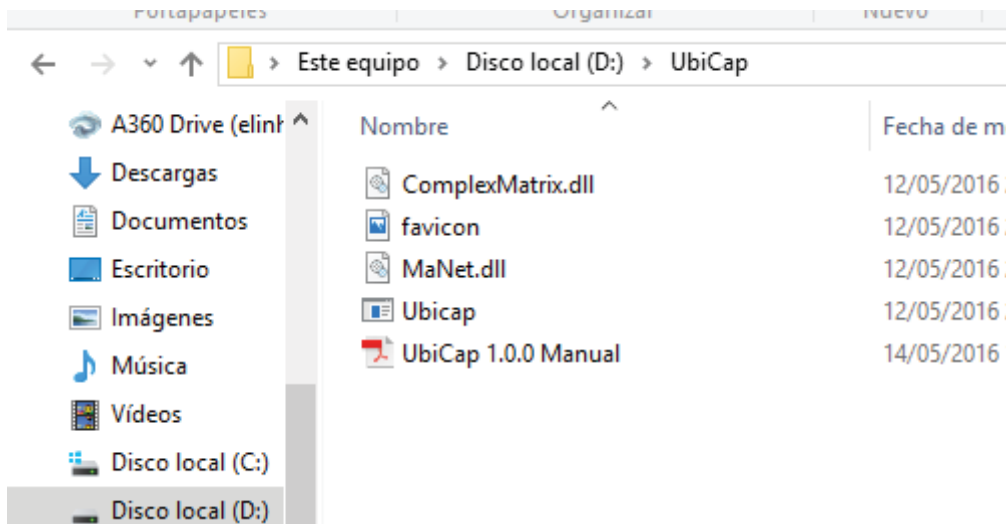 Portapapeles Organizar Nuevo
Este equipo > Disco local (D:) > UbiCap
A360 Drive (elinh
Descargas
Documentos
Escritorio
Imágenes
Música
Vídeos
Disco local (C:)
Disco local (D:)
Nombre Fecha de m
ComplexMatrix.dll 12/05/2016
favicon 12/05/2016
MaNet.dll 12/05/2016
Ubicap 12/05/2016
UbiCap 1.0.0 Manual 14/05/2016